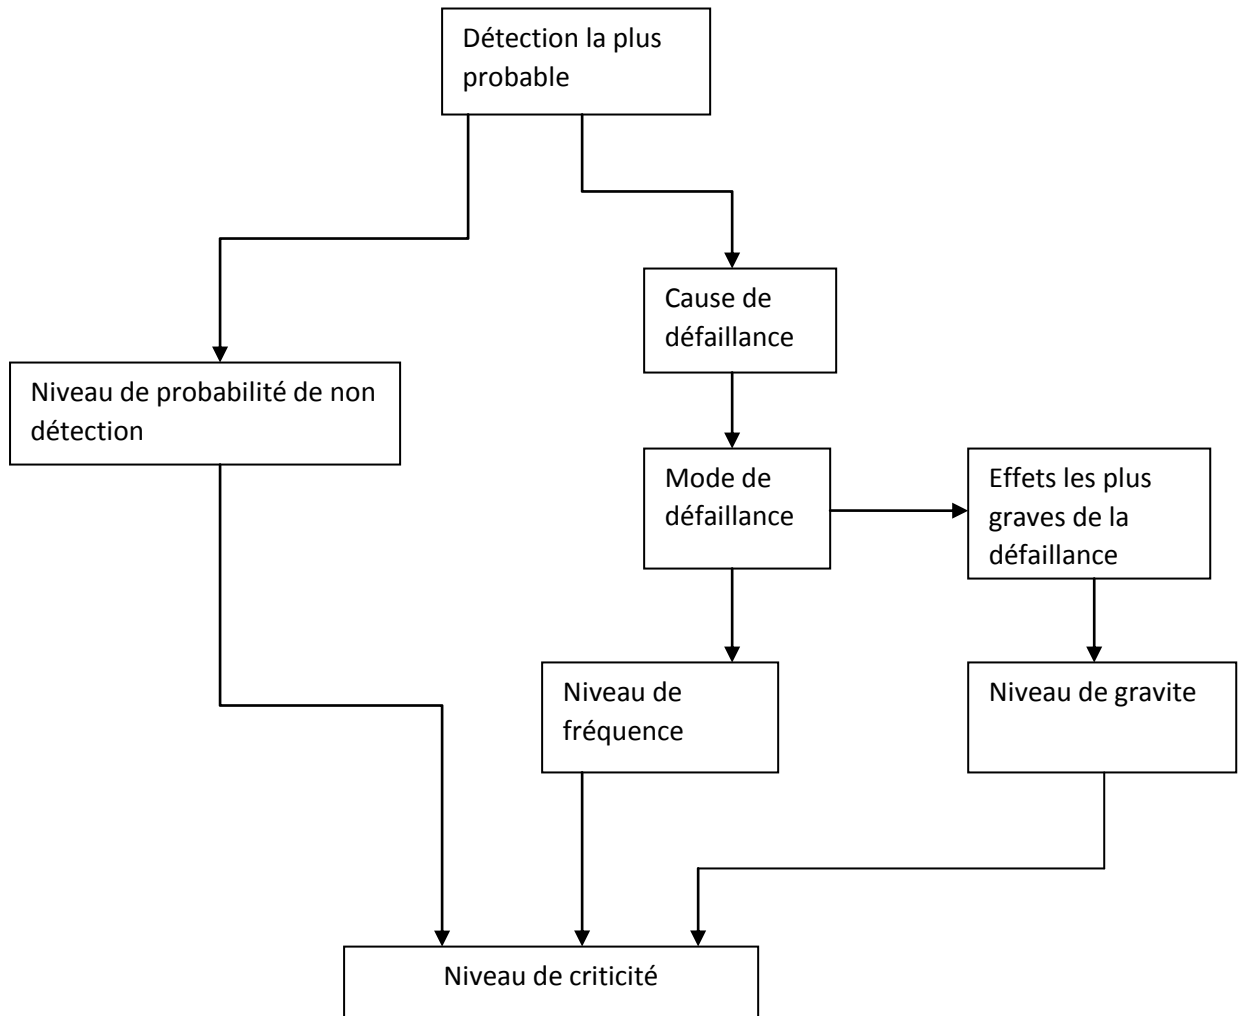 Détection la plus
probable
Cause de
défaillance
Niveau de probabilité de non
détection
Mode de
défaillance
Effets les plus
graves de la
défaillance
Niveau de
fréquence
Niveau de gravite
Niveau de criticité